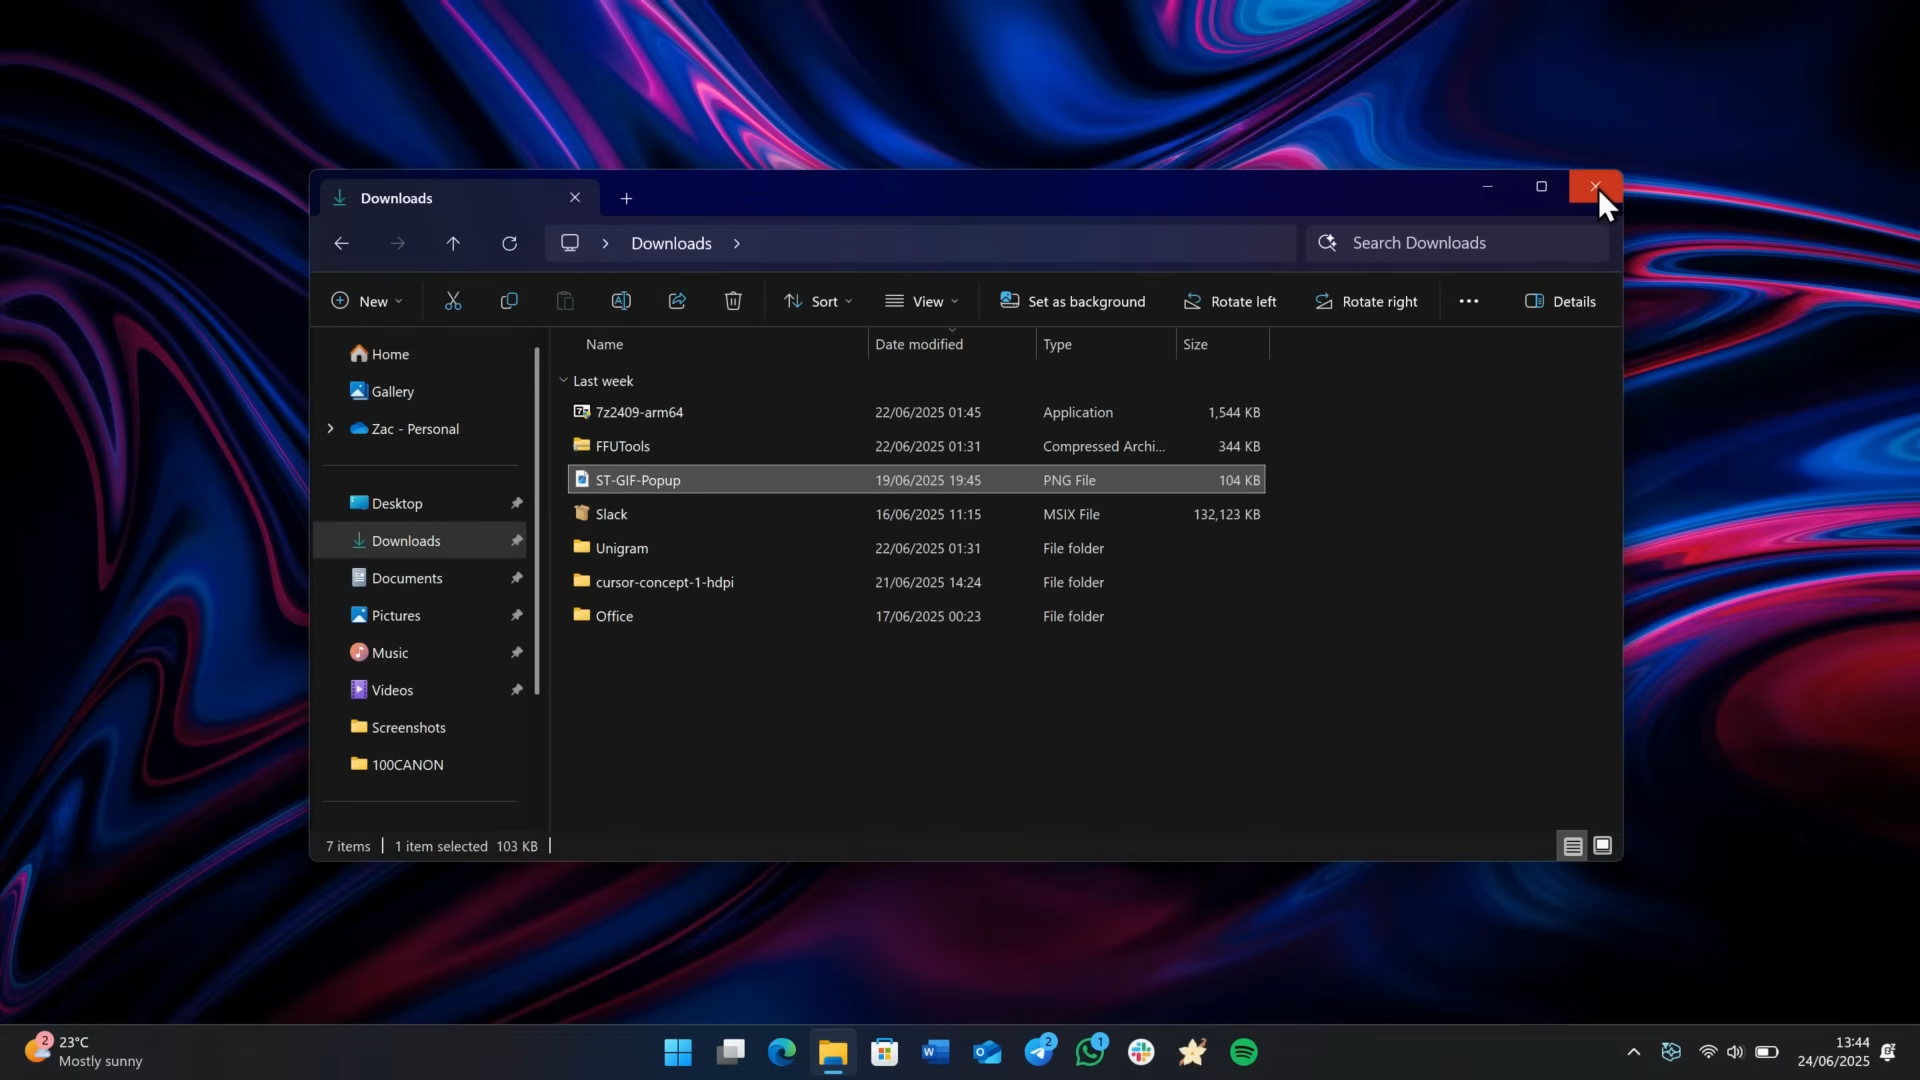 Downloads
Downloads
Search Downloads
New
Sort
View
Set as background
Rotate left
Rotate right
Details
Home
Gallery
Zac - Personal
Desktop
Downloads
Documents
Pictures
Music
Videos
Screenshots
100CANON
Name Date modified Type Size
Last week
7z2409-arm64 22/06/2025 01:45 Application 1,544 KB
FFUTools 22/06/2025 01:31 Compressed Archi... 344 KB
ST-GIF-Popup 19/06/2025 19:45 PNG File 104 KB
Slack 16/06/2025 11:15 MSIX File 132,123 KB
Unigram 22/06/2025 01:31 File folder
cursor-concept-1-hdpi 21/06/2025 14:24 File folder
Office 17/06/2025 00:23 File folder
7 items 1 item selected 103 KB
2
23°C
Mostly sunny
2
1
13:44
24/06/2025